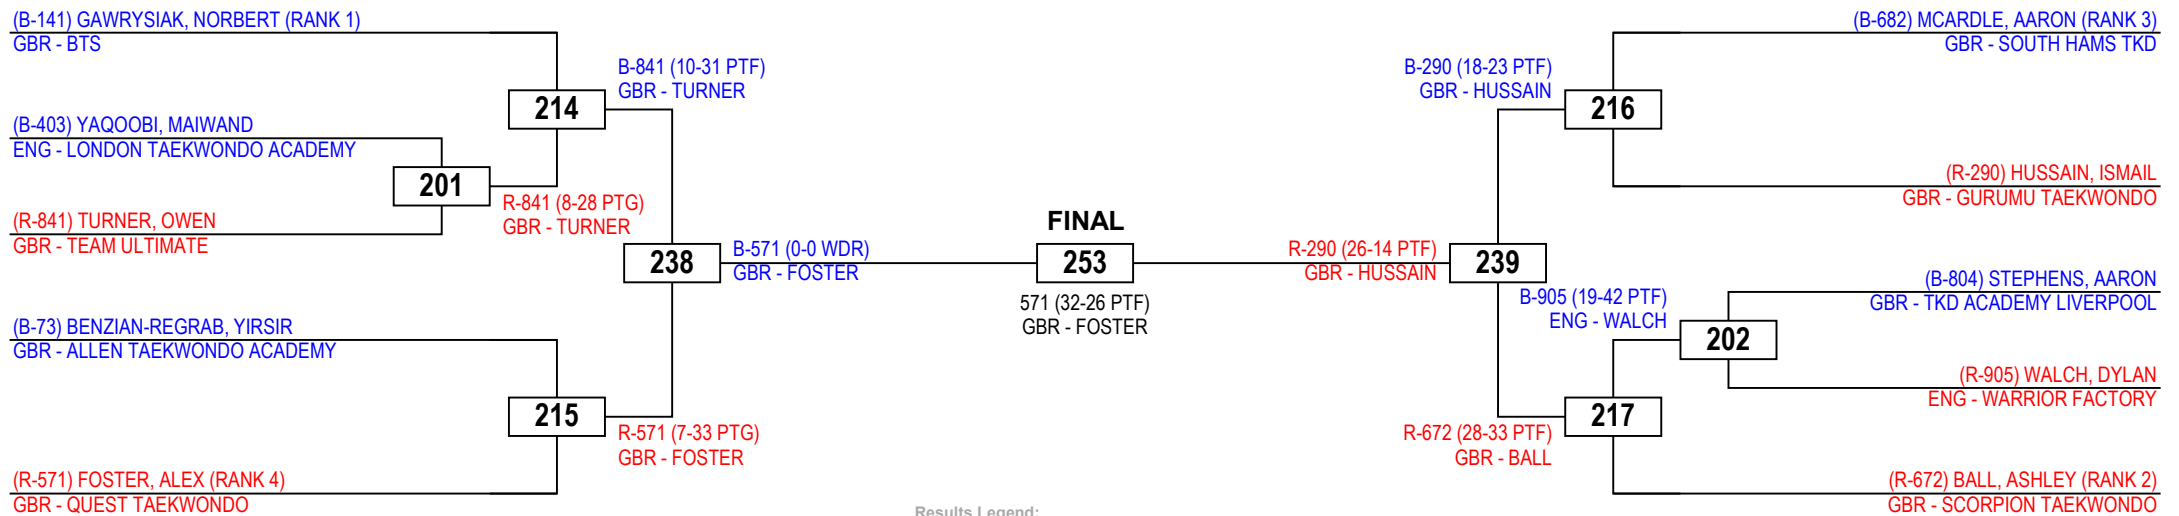 (B-141) GAWRYSIAK, NORBERT (RANK 1)
GBR - BTS
B-841 (10-31 PTF)
GBR - TURNER
214
(B-403) YAQOOBI, MAIWAND
ENG - LONDON TAEKWONDO ACADEMY
201
R-841 (8-28 PTG)
GBR - TURNER
(R-841) TURNER, OWEN
GBR - TEAM ULTIMATE
238
B-571 (0-0 WDR)
GBR - FOSTER
(B-73) BENZIAN-REGRAB, YIRSIR
GBR - ALLEN TAEKWONDO ACADEMY
215
R-571 (7-33 PTG)
GBR - FOSTER
(R-571) FOSTER, ALEX (RANK 4)
GBR - QUEST TAEKWONDO
FINAL
253
571 (32-26 PTF)
GBR - FOSTER
(B-682) MCARDLE, AARON (RANK 3)
GBR - SOUTH HAMS TKD
B-290 (18-23 PTF)
GBR - HUSSAIN
216
(R-290) HUSSAIN, ISMAIL
GBR - GURUMU TAEKWONDO
R-290 (26-14 PTF)
GBR - HUSSAIN
239
(B-804) STEPHENS, AARON
GBR - TKD ACADEMY LIVERPOOL
B-905 (19-42 PTF)
ENG - WALCH
202
(R-905) WALCH, DYLAN
ENG - WARRIOR FACTORY
217
R-672 (28-33 PTF)
GBR - BALL
(R-672) BALL, ASHLEY (RANK 2)
GBR - SCORPION TAEKWONDO
Results Legend: